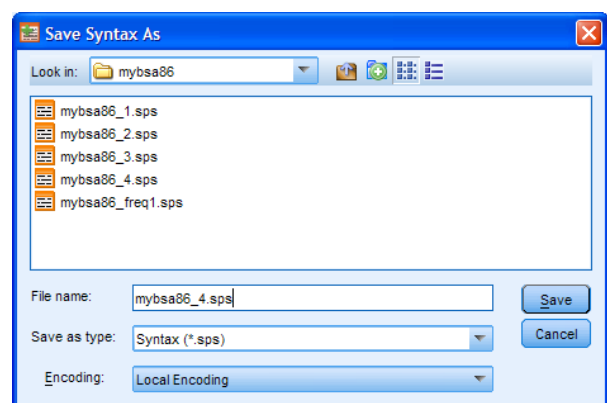 Save Syntax As
Look in: mybsa86
mybsa86_1.sps
mybsa86_2.sps
mybsa86_3.sps
mybsa86_4.sps
mybsa86_freq1.sps
File name: mybsa86_4.sps Save
Save as type: Syntax (*.sps) Cancel
Encoding: Local Encoding